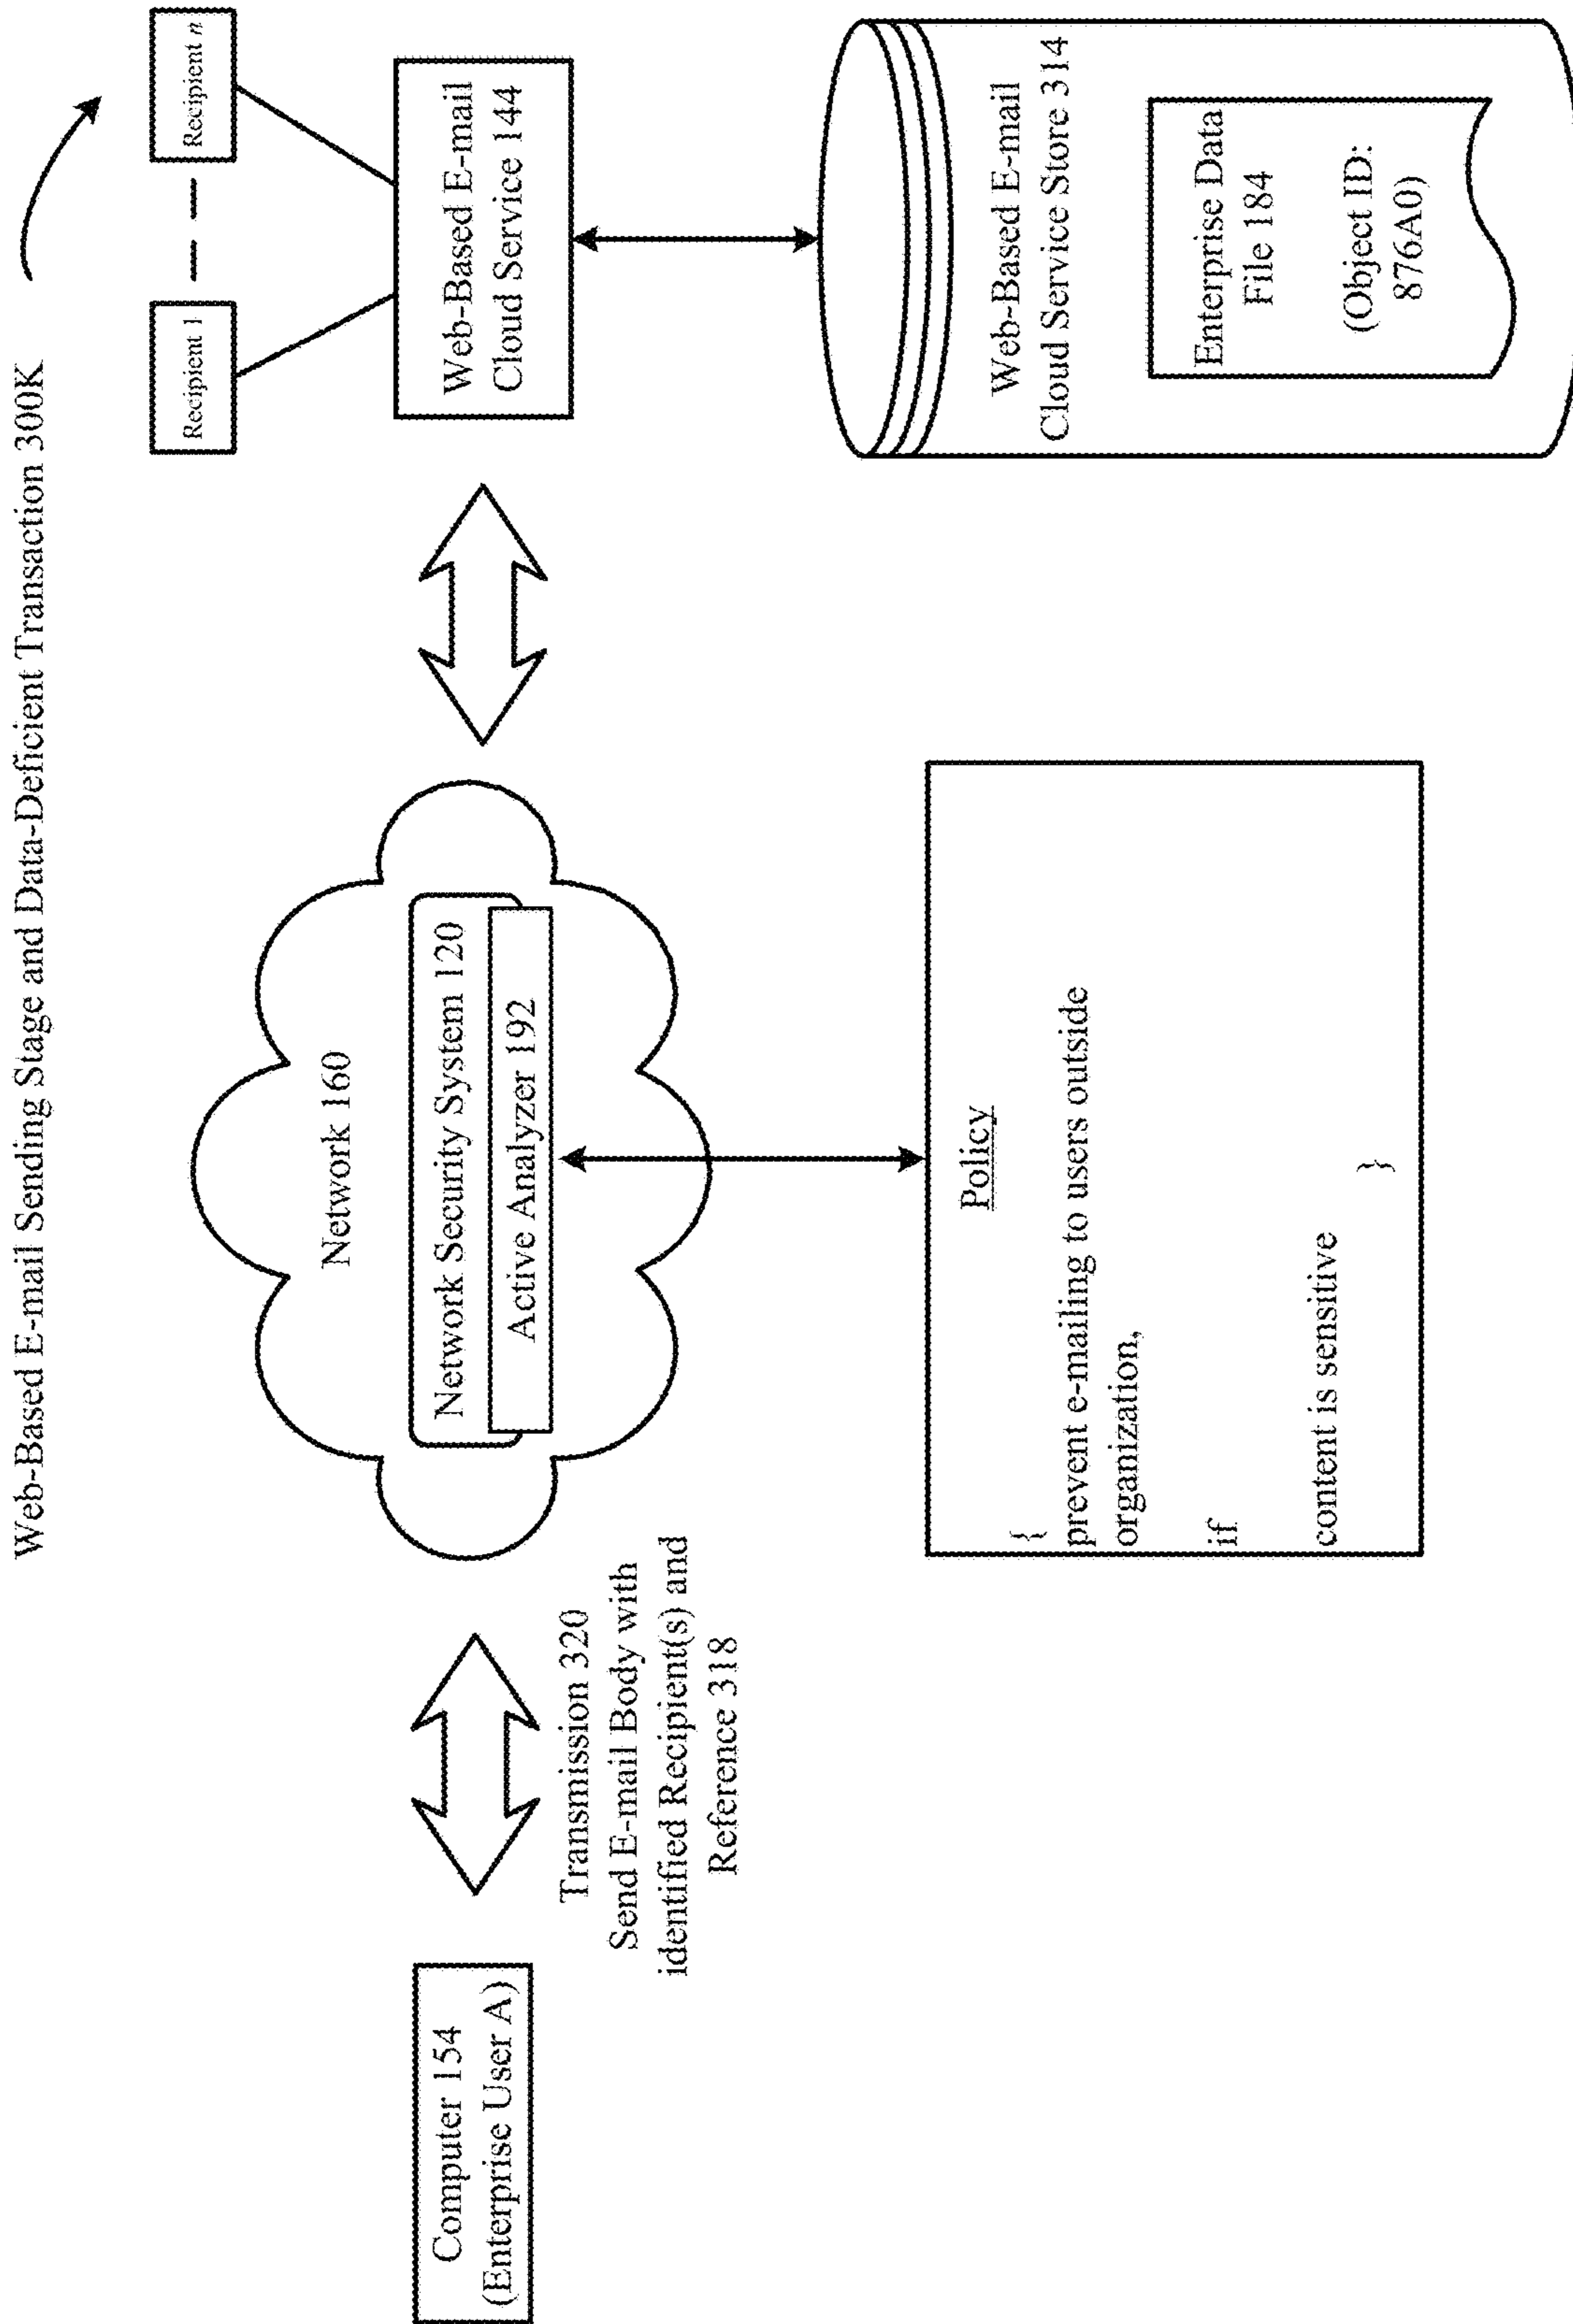 Web-Based E-mail Sending Stage and Data-Deficient Transaction 300K
Recipient 1
Recipient n
Web-Based E-mail
Cloud Service 144
Network 160
Network Security System 120
Active Analyzer 192
Computer 154
(Enterprise User A)
Transmission 320
Send E-mail Body with
identified Recipient(s) and
Reference 318
Policy
{
prevent e-mailing to users outside
organization,
if
content is sensitive
}
Web-Based E-mail
Cloud Service Store 314
Enterprise Data
File 184
(Object ID:
876A0)